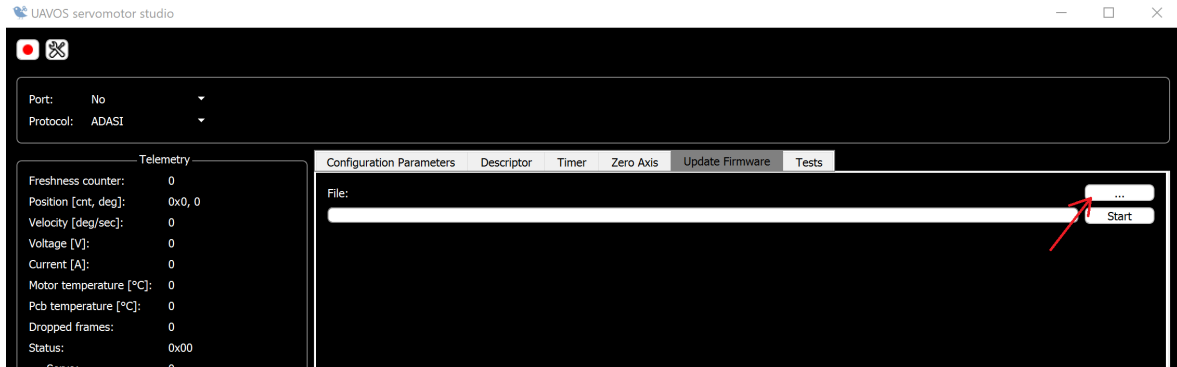 UAVOS servomotor studio
Port: No
Protocol: ADASI
Telemetry
Configuration Parameters Descriptor Timer Zero Axis Update Firmware Tests
Freshness counter: 0
File: ...
Position [cnt, deg]: 0x0, 0
Start
Velocity [deg/sec]: 0
Voltage [V]: 0
Current [A]: 0
Motor temperature [°C]: 0
Pcb temperature [°C]: 0
Dropped frames: 0
Status: 0x00